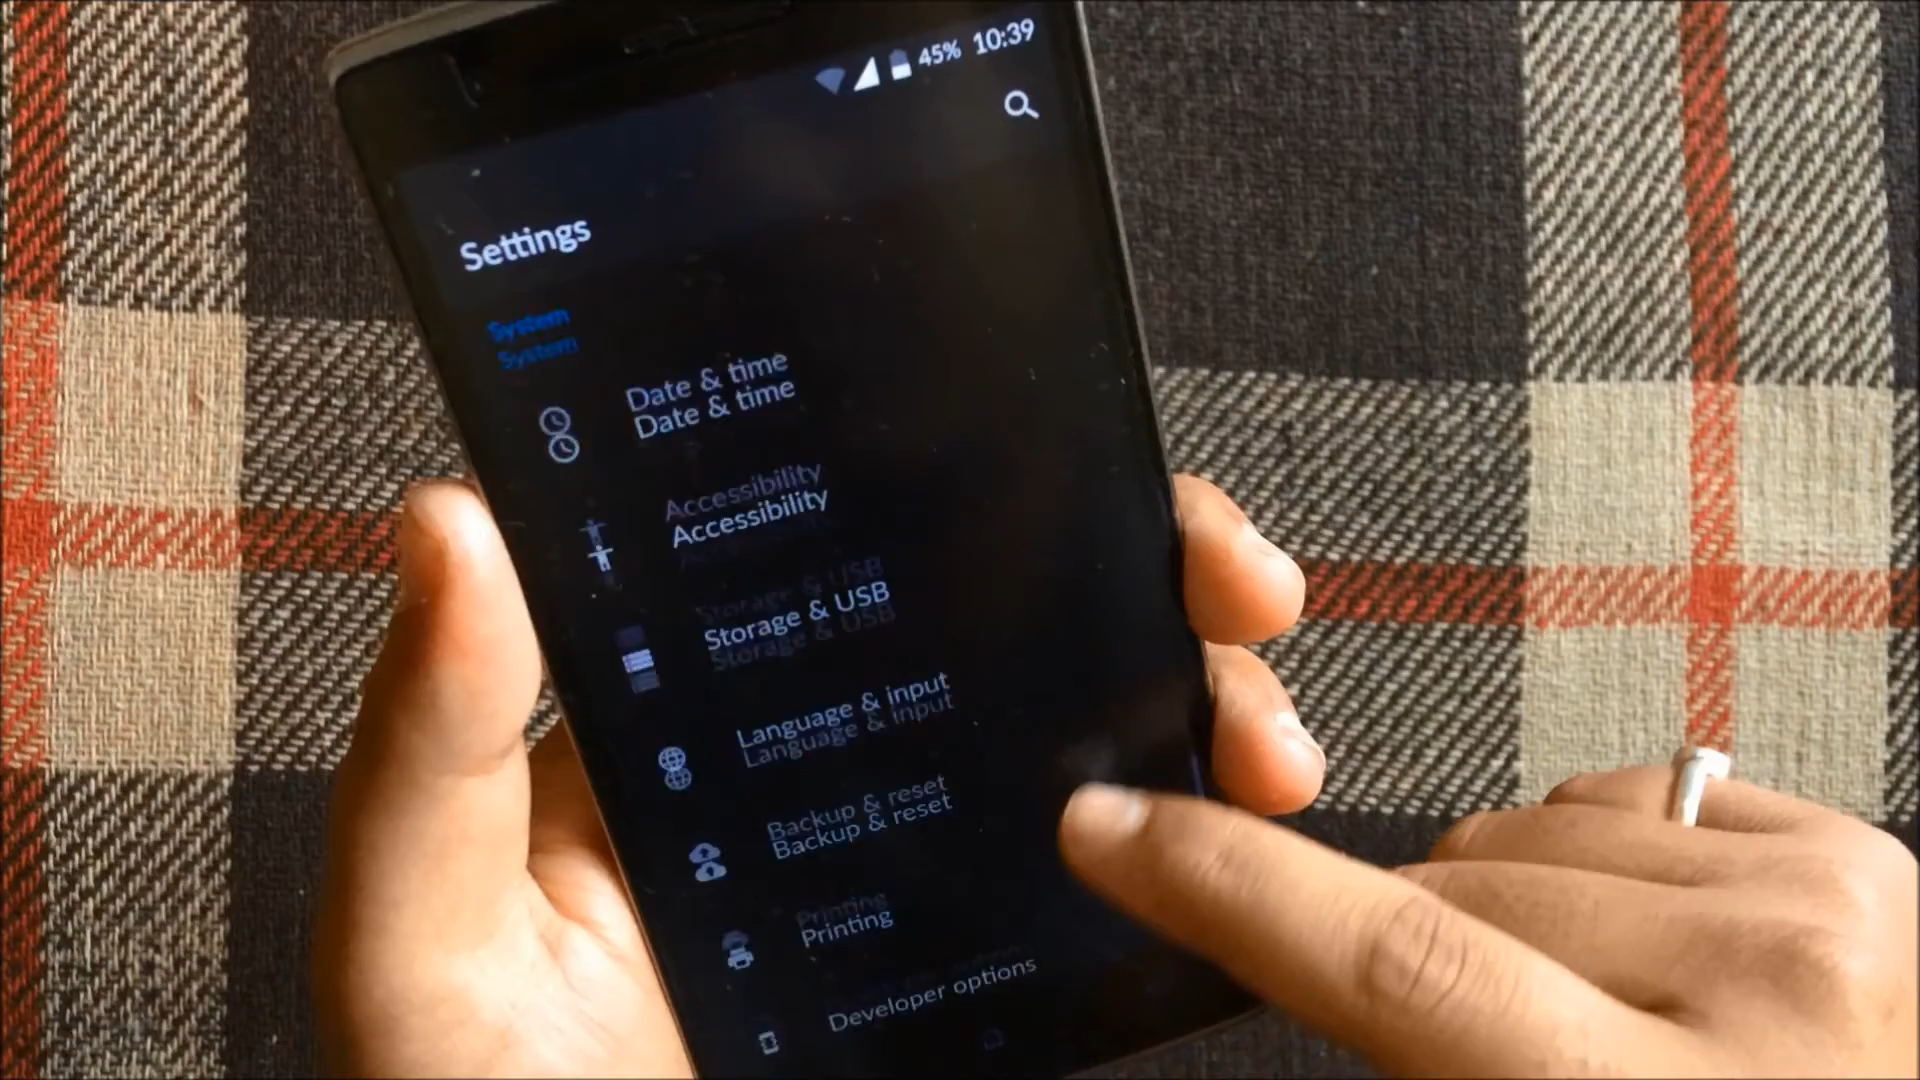 45% 10:39
Settings
System
System
Date & time
Date & time
Accessibility
Accessibility
Storage & USB
Storage & USB
Storage & USB
Language & input
Language & input
Backup & reset
Backup & reset
Printing
Printing
Developer options